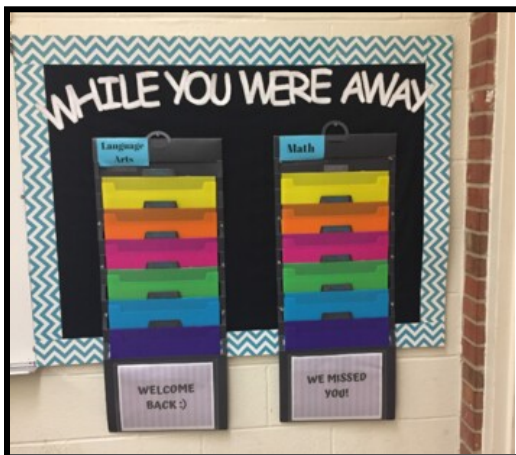 WHILE YOU WERE AWAY
Language
Arts
Math
WELCOME
BACK :)
WE MISSED
YOU!